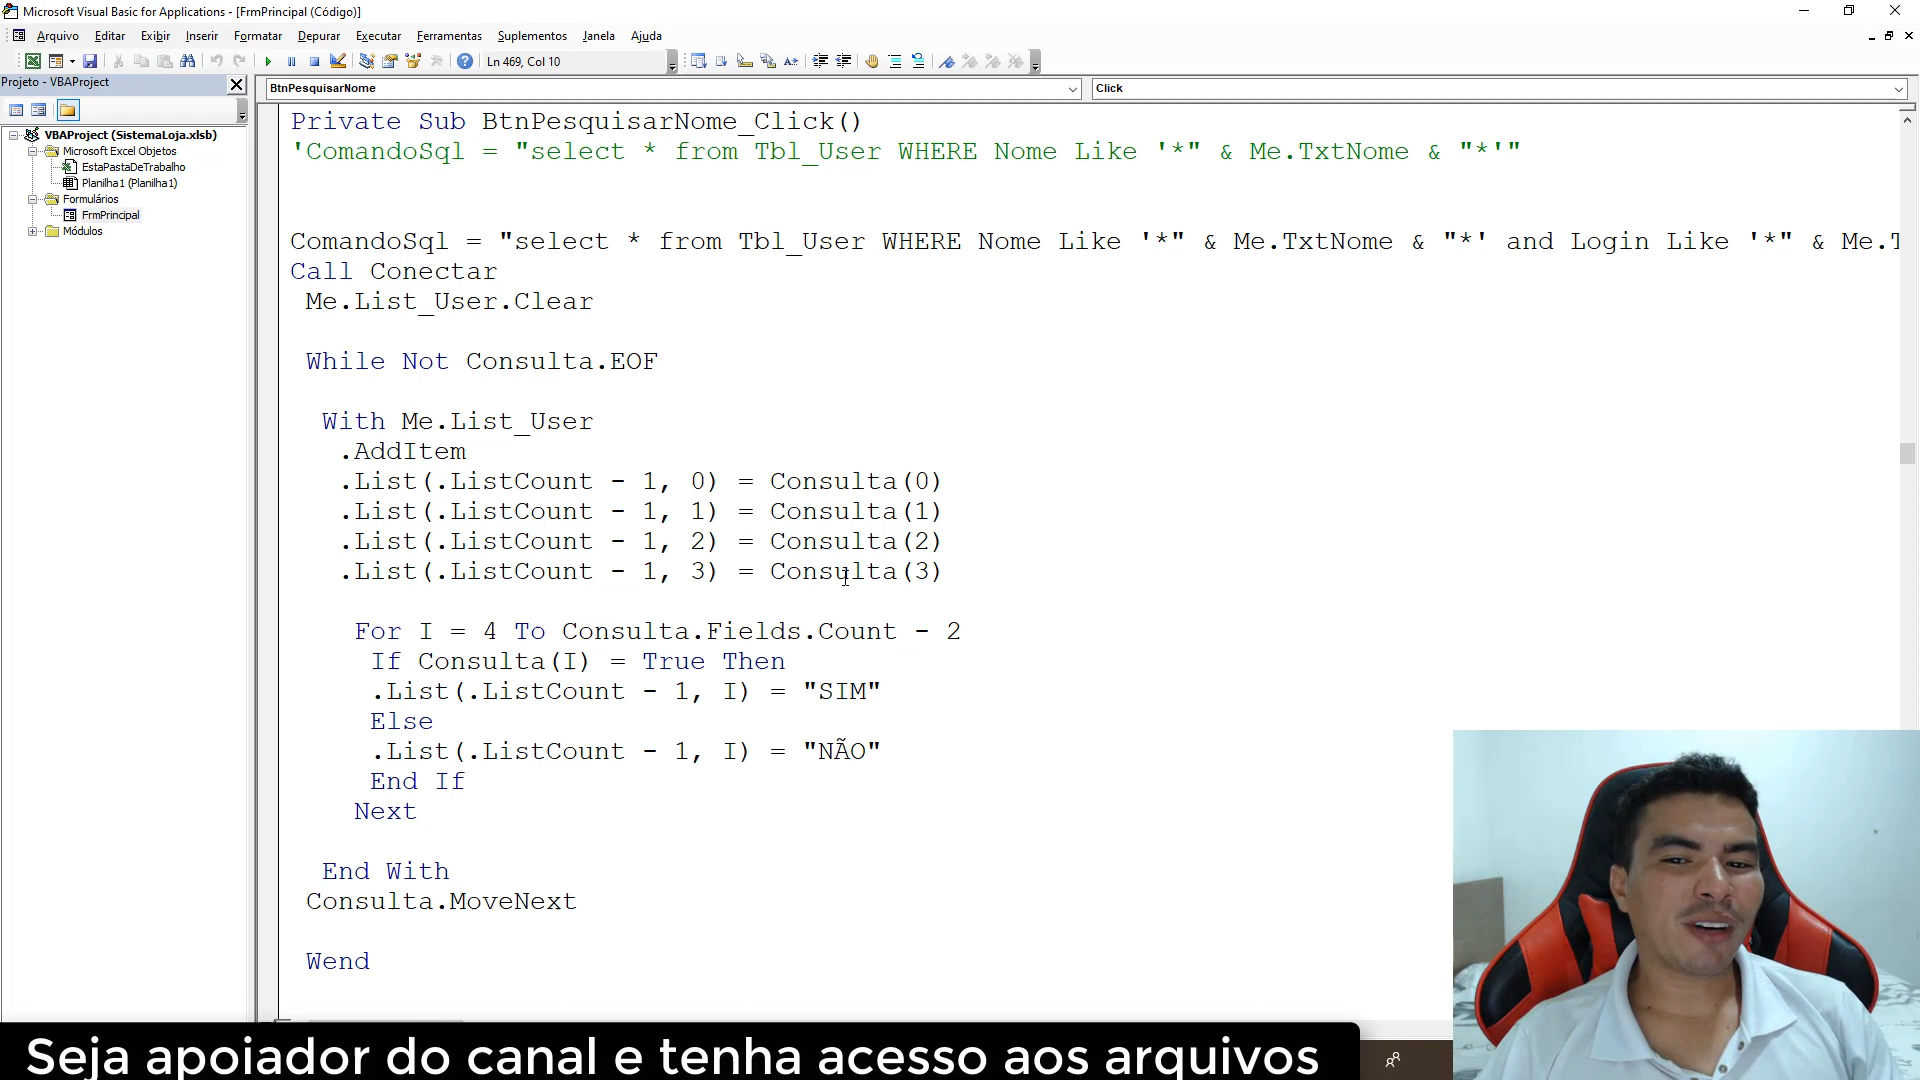 Microsoft Visual Basic for Applications - [FrmPrincipal (Código)]
Arquivo Editar Exibir Inserir Formatar Depurar Executar Ferramentas Suplementos Janela Ajuda
Ln 469, Col 10
Projeto - VBAProject
BtnPesquisarNome
Click
VBAProject (SistemaLoja.xlsb)
Microsoft Excel Objetos
EstaPastaDeTrabalho
Planilha1 (Planilha1)
Formulários
FrmPrincipal
Módulos
Private Sub BtnPesquisarNome_Click()
'ComandoSql = "select * from Tbl_User WHERE Nome Like '*" & Me.TxtNome & "*'"
ComandoSql = "select * from Tbl_User WHERE Nome Like '*" & Me.TxtNome & "*' and Login Like '*" & Me.T
Call Conectar
Me.List_User.Clear
While Not Consulta.EOF
With Me.List_User
.AddItem
.List(.ListCount - 1, 0) = Consulta(0)
.List(.ListCount - 1, 1) = Consulta(1)
.List(.ListCount - 1, 2) = Consulta(2)
.List(.ListCount - 1, 3) = Consulta(3)
For I = 4 To Consulta.Fields.Count - 2
If Consulta(I) = True Then
.List(.ListCount - 1, I) = "SIM"
Else
.List(.ListCount - 1, I) = "NÃO"
End If
Next
End With
Consulta.MoveNext
Wend
Seja apoiador do canal e tenha acesso aos arquivos